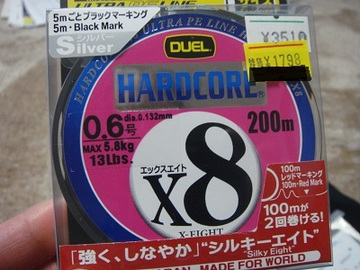 ULTRA PE LINE
5mごとブラックマーキング
5m・Black Mark
シルバー
Silver
DUEL
¥3510
特価 ¥1798
HARDCORE
X8
0.6号
dia.0.132mm
MAX 5.8kg
13Lbs.
200m
エックスエイト
X8
X-EIGHT
100m
レッドマーキング
100m・Red Mark
100mが
2回巻ける!
「強く、しなやか」"シルキーエイト"
"Silky Eight"
JAPAN MADE FOR WORLD